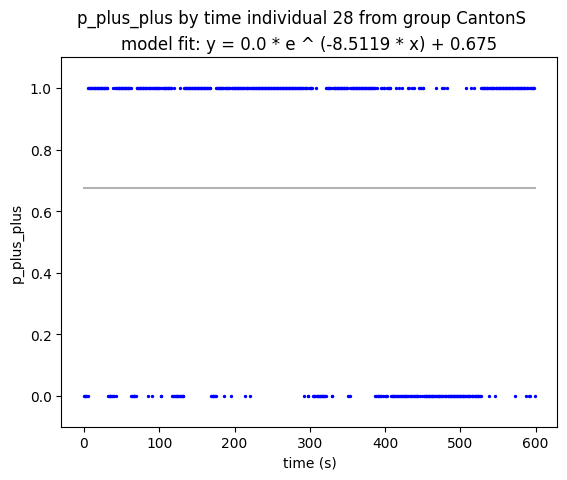 p_plus_plus by time individual 28 from group CantonS
model fit: y = 0.0 * e ^ (-8.5119 * x) + 0.675
1.0
0.8
0.6
0.4
0.2
0.0
p_plus_plus
0 100 200 300 400 500 600
time (s)